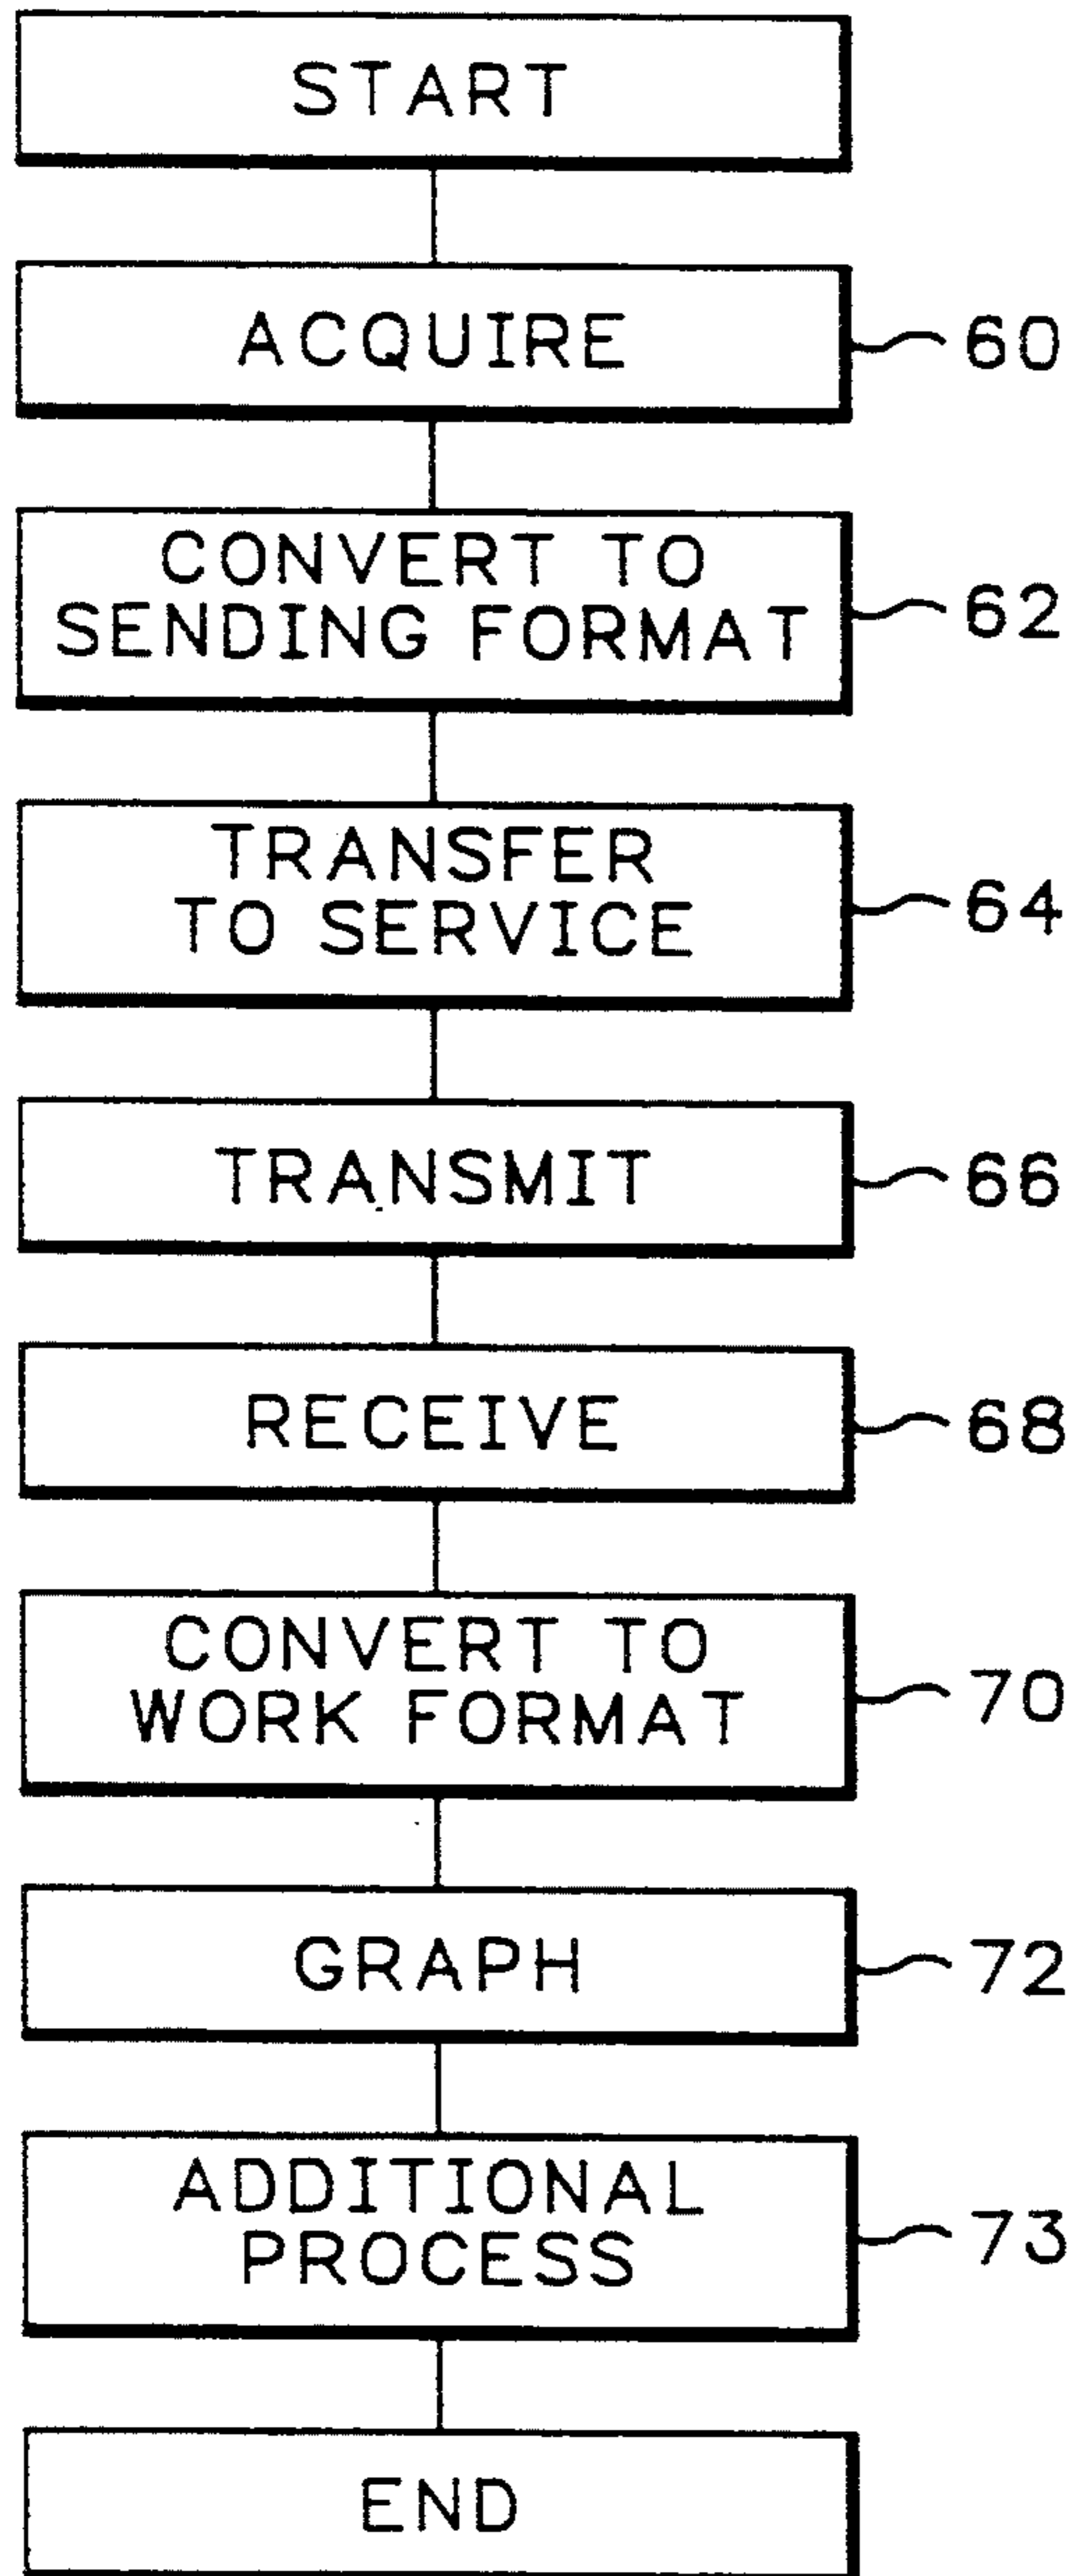 START
ACQUIRE
60
CONVERT TO
SENDING FORMAT
62
TRANSFER
TO SERVICE
64
TRANSMIT
66
RECEIVE
68
CONVERT TO
WORK FORMAT
70
GRAPH
72
ADDITIONAL
PROCESS
73
END